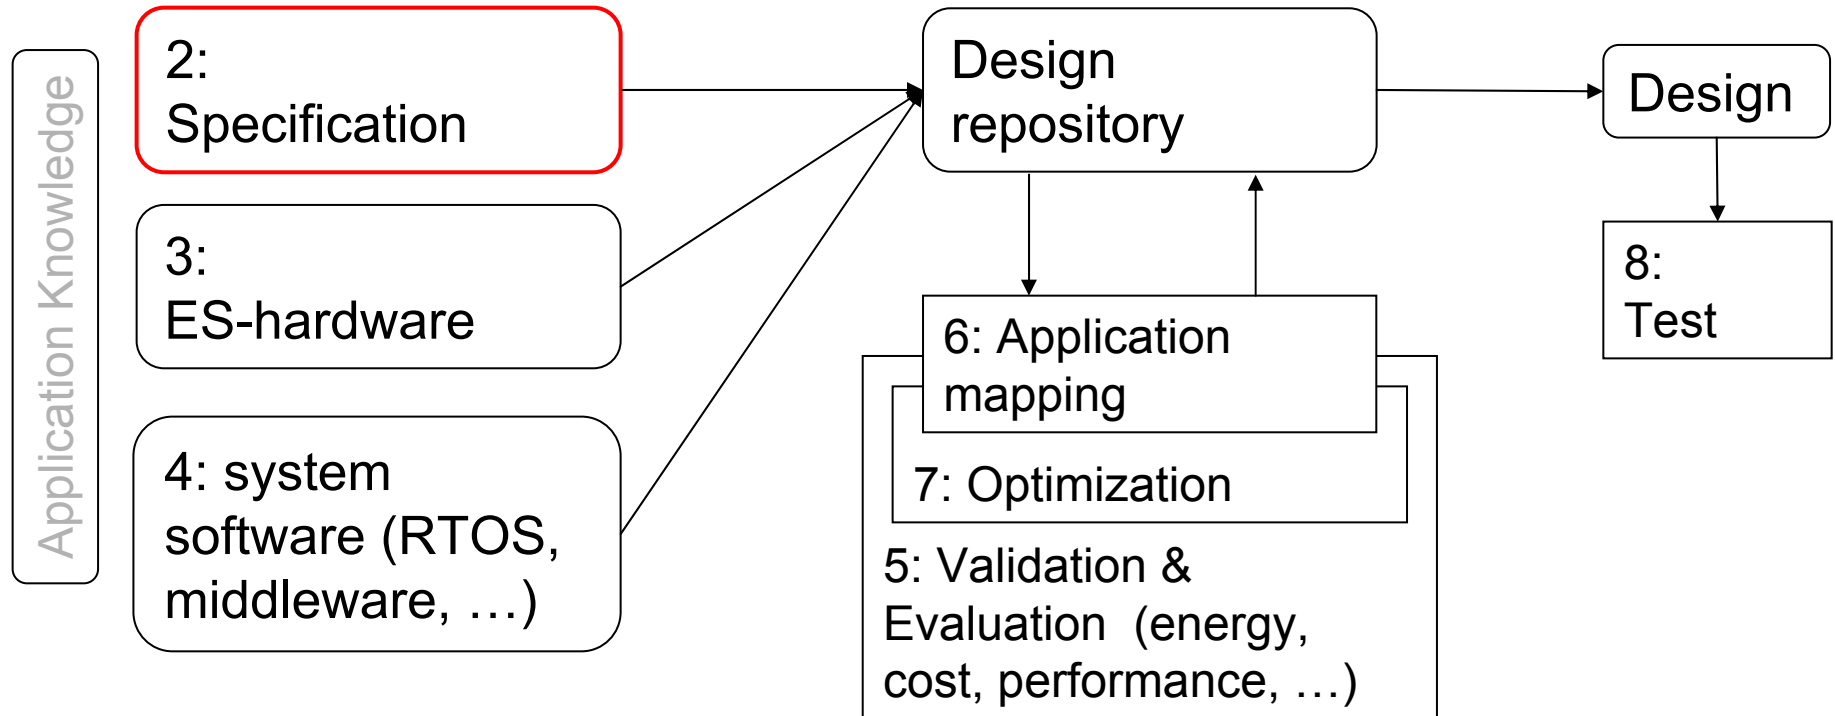 Application Knowledge
2:
Specification
3:
ES-hardware
4: system
software (RTOS,
middleware, …)
Design
repository
6: Application
mapping
7: Optimization
5: Validation &
Evaluation (energy,
cost, performance, …)
Design
8:
Test